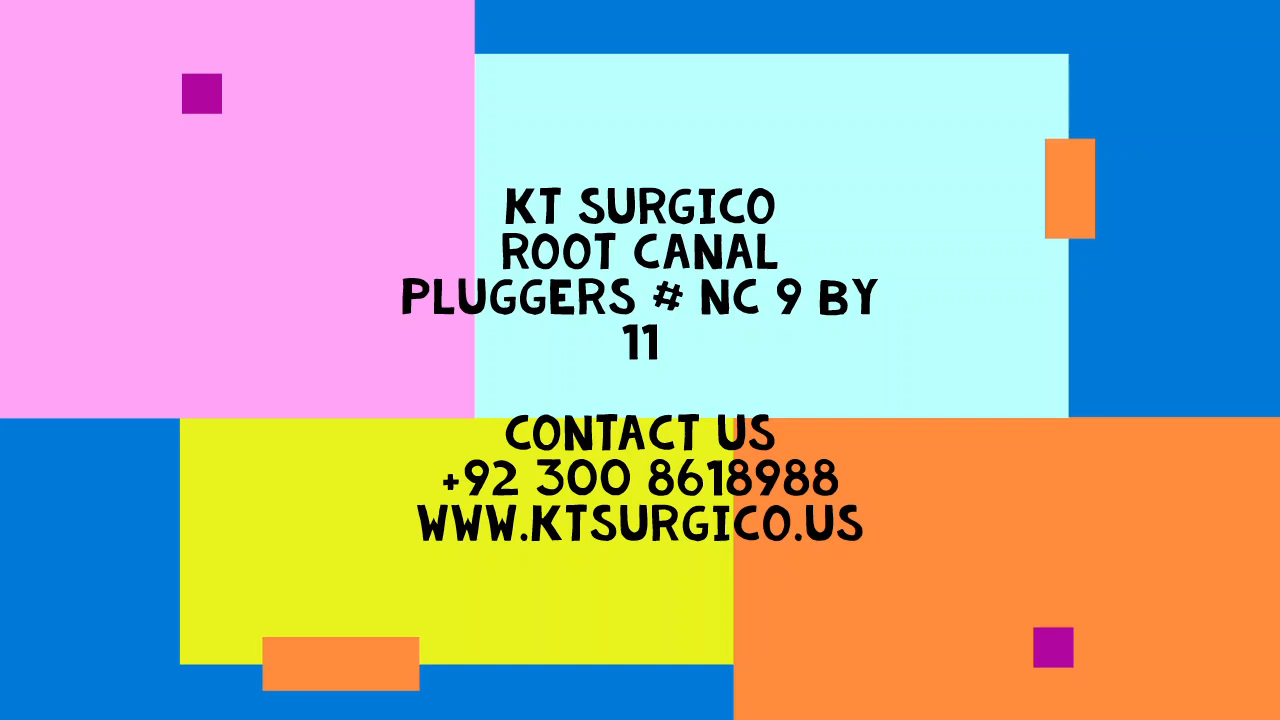 KT SURGICO
ROOT CANAL
PLUGGERS # NC 9 BY
11
CONTACT US
+92 300 8618988
WWW.KTSURGICO.US